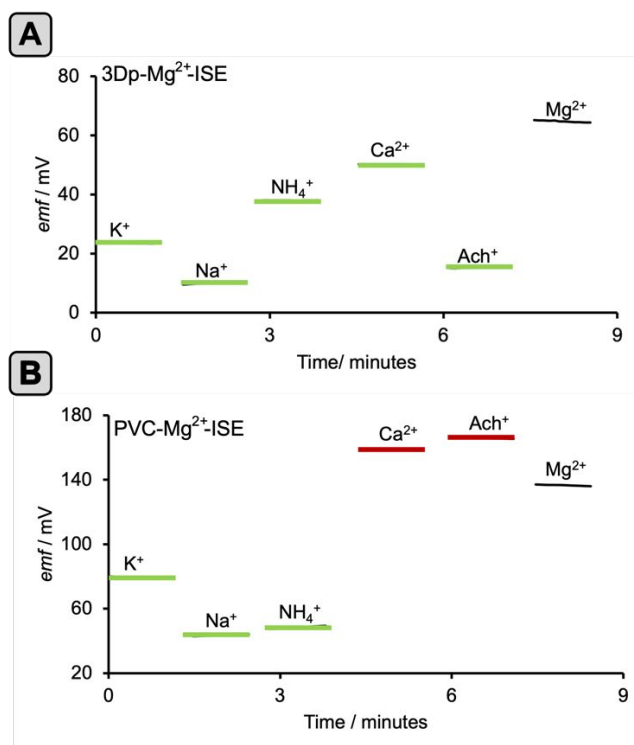 A
3Dp-Mg²⁺-ISE
80
60
40
20
0
emf / mV
K⁺
Na⁺
NH₄⁺
Ca²⁺
Ach⁺
Mg²⁺
0 3 6 9
Time/ minutes
B
PVC-Mg²⁺-ISE
180
140
100
60
20
emf / mV
K⁺
Na⁺
NH₄⁺
Ca²⁺
Ach⁺
Mg²⁺
0 3 6 9
Time / minutes